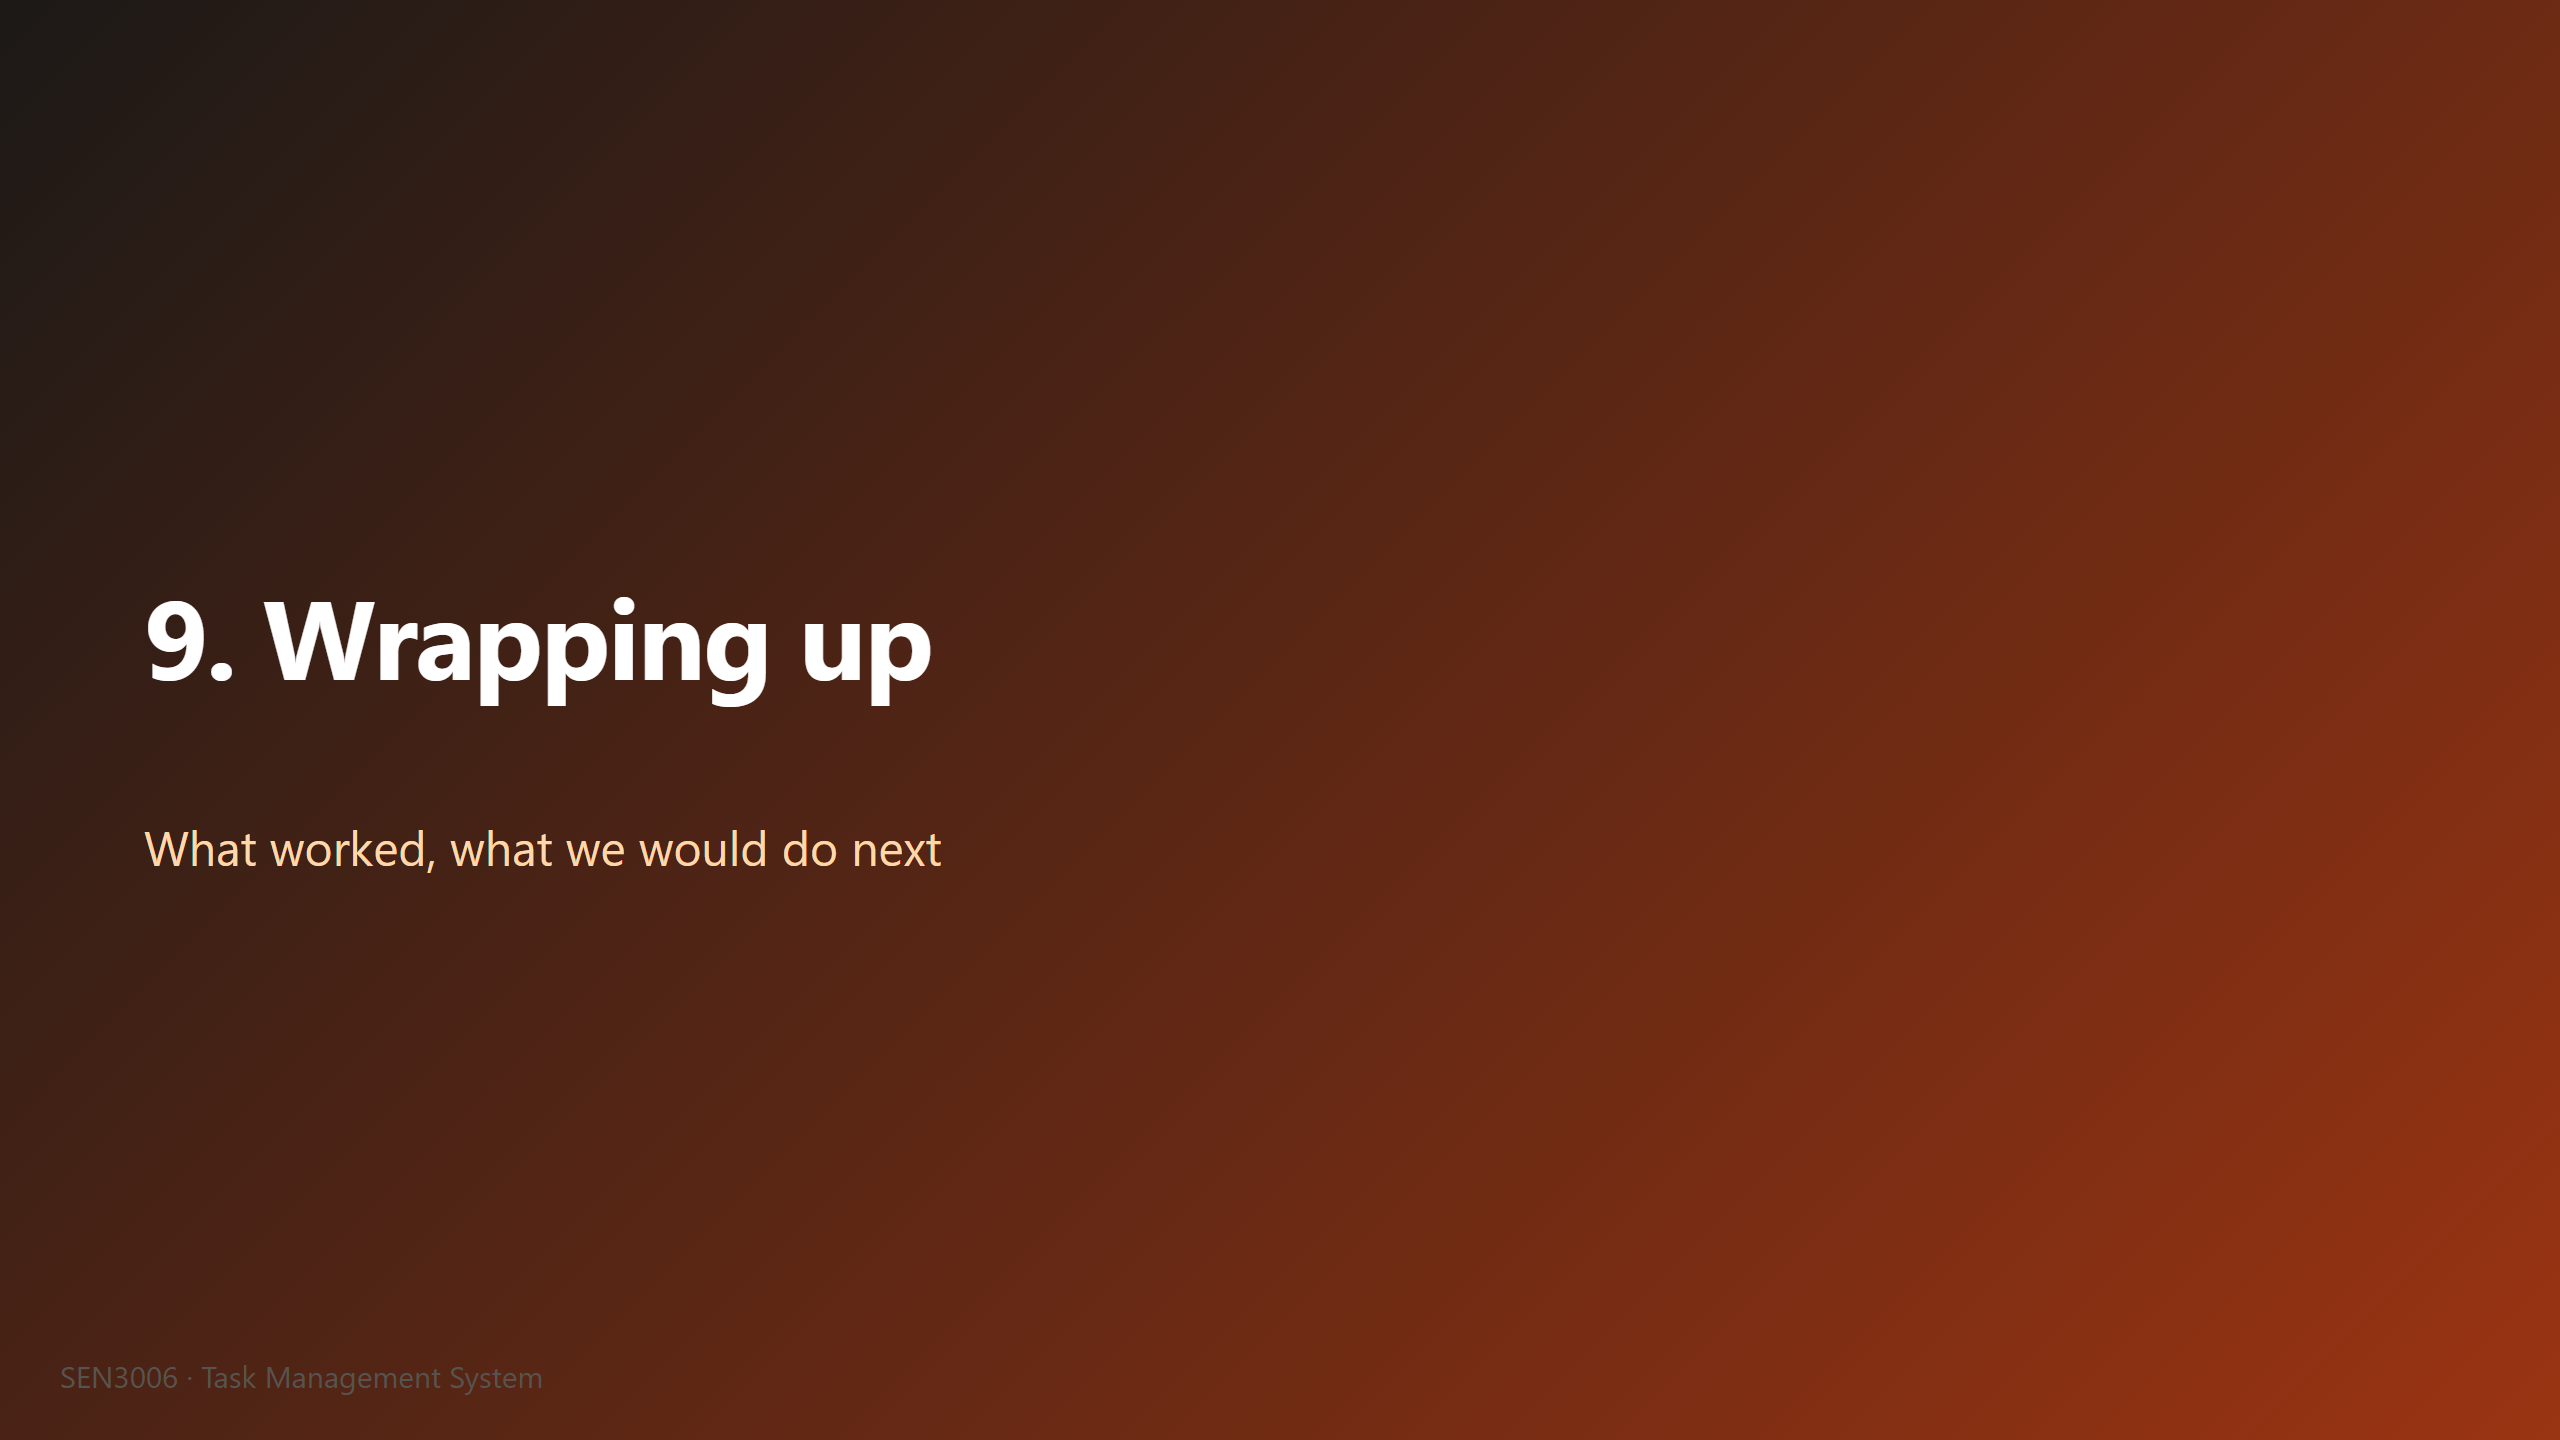 9. Wrapping up
What worked, what we would do next
SEN3006 · Task Management System